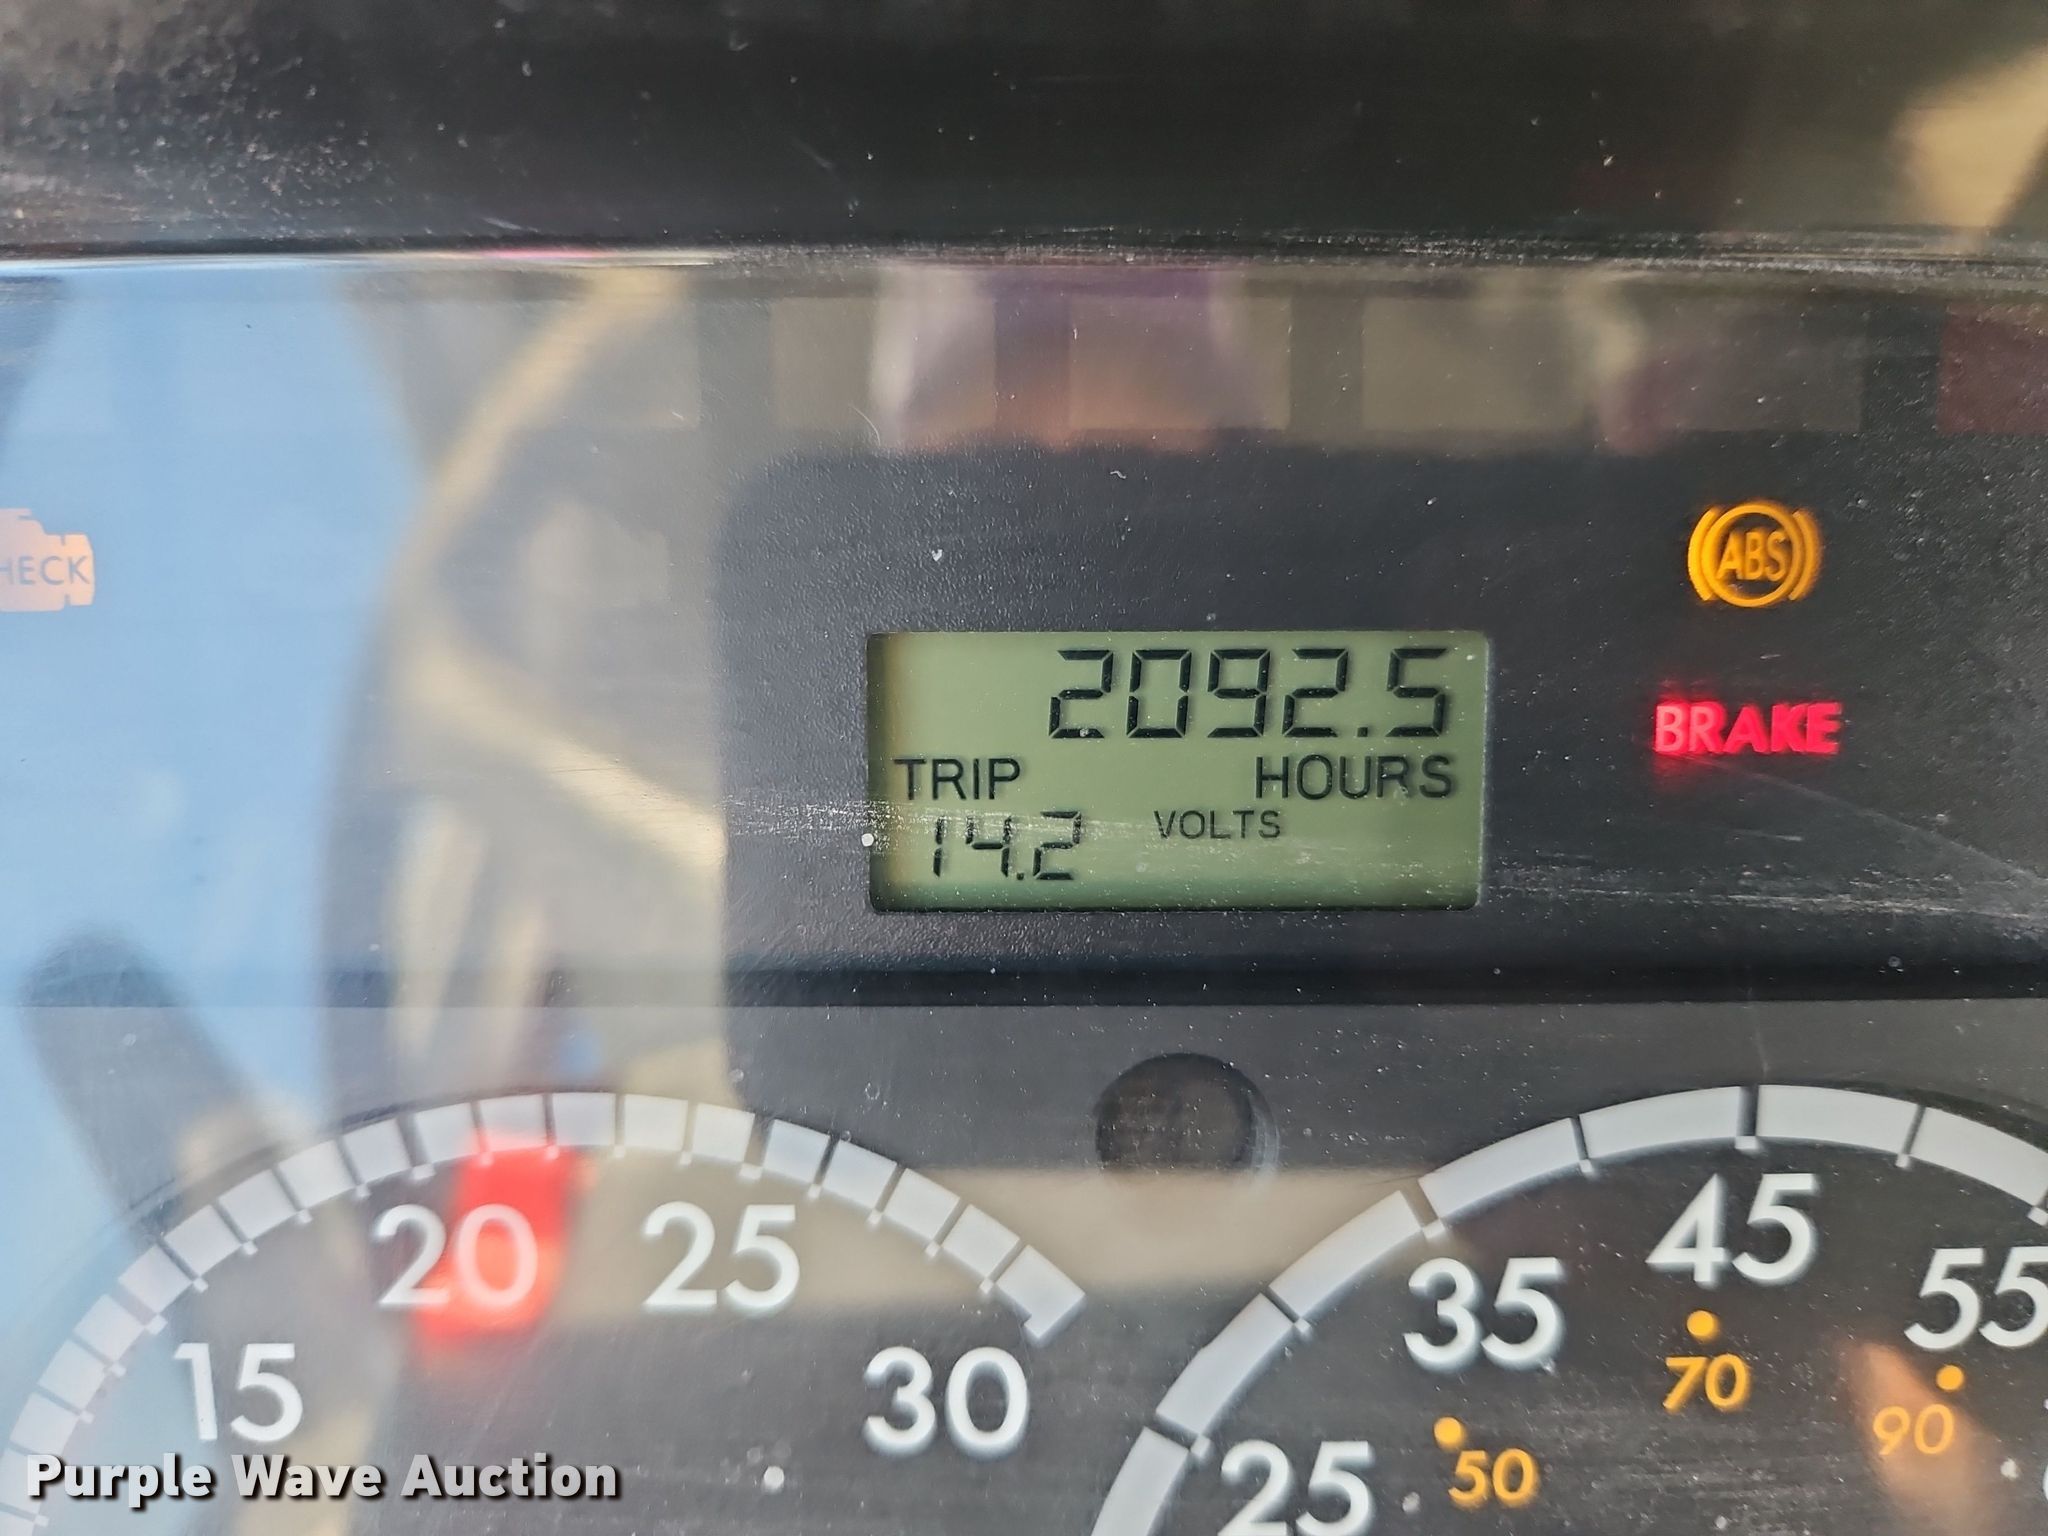 CHECK
ABS
BRAKE
2092.5
TRIP HOURS
14.2 VOLTS
15 20 25 30
25 35 45 55
50 70 90
Purple Wave Auction